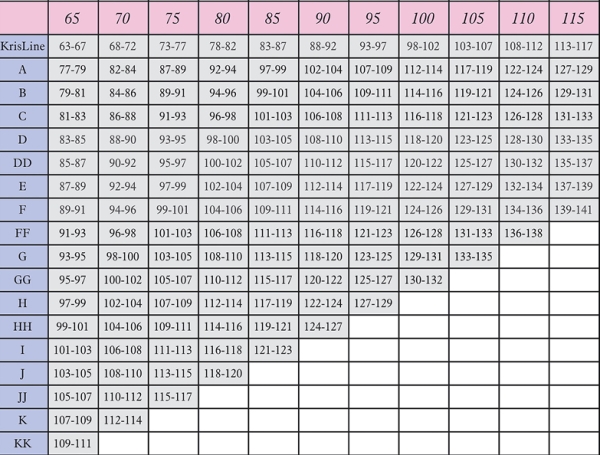 65 70 75 80 85 90 95 100 105 110 115
KrisLine 63-67 68-72 73-77 78-82 83-87 88-92 93-97 98-102 103-107 108-112 113-117
A 77-79 82-84 87-89 92-94 97-99 102-104 107-109 112-114 117-119 122-124 127-129
B 79-81 84-86 89-91 94-96 99-101 104-106 109-111 114-116 119-121 124-126 129-131
C 81-83 86-88 91-93 96-98 101-103 106-108 111-113 116-118 121-123 126-128 131-133
D 83-85 88-90 93-95 98-100 103-105 108-110 113-115 118-120 123-125 128-130 133-135
DD 85-87 90-92 95-97 100-102 105-107 110-112 115-117 120-122 125-127 130-132 135-137
E 87-89 92-94 97-99 102-104 107-109 112-114 117-119 122-124 127-129 132-134 137-139
F 89-91 94-96 99-101 104-106 109-111 114-116 119-121 124-126 129-131 134-136 139-141
FF 91-93 96-98 101-103 106-108 111-113 116-118 121-123 126-128 131-133 136-138
G 93-95 98-100 103-105 108-110 113-115 118-120 123-125 129-131 133-135
GG 95-97 100-102 105-107 110-112 115-117 120-122 125-127 130-132
H 97-99 102-104 107-109 112-114 117-119 122-124 127-129
HH 99-101 104-106 109-111 114-116 119-121 124-127
I 101-103 106-108 111-113 116-118 121-123
J 103-105 108-110 113-115 118-120
JJ 105-107 110-112 115-117
K 107-109 112-114
KK 109-111